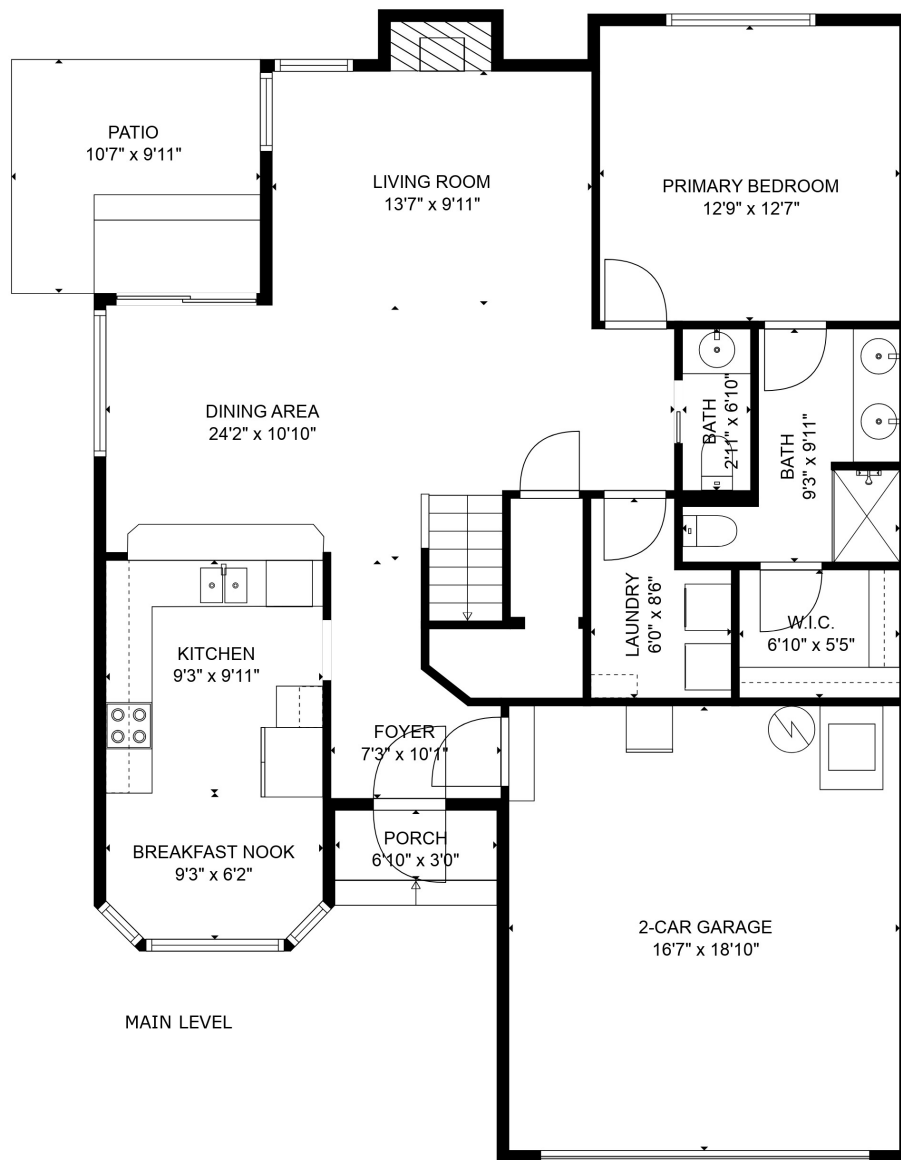 PATIO
10'7" x 9'11"
LIVING ROOM
13'7" x 9'11"
PRIMARY BEDROOM
12'9" x 12'7"
DINING AREA
24'2" x 10'10"
BATH
2'11" x 6'10"
BATH
9'3" x 9'11"
KITCHEN
9'3" x 9'11"
LAUNDRY
6'0" x 8'6"
W.I.C.
6'10" x 5'5"
FOYER
7'3" x 10'1"
BREAKFAST NOOK
9'3" x 6'2"
PORCH
6'10" x 3'0"
2-CAR GARAGE
16'7" x 18'10"
MAIN LEVEL